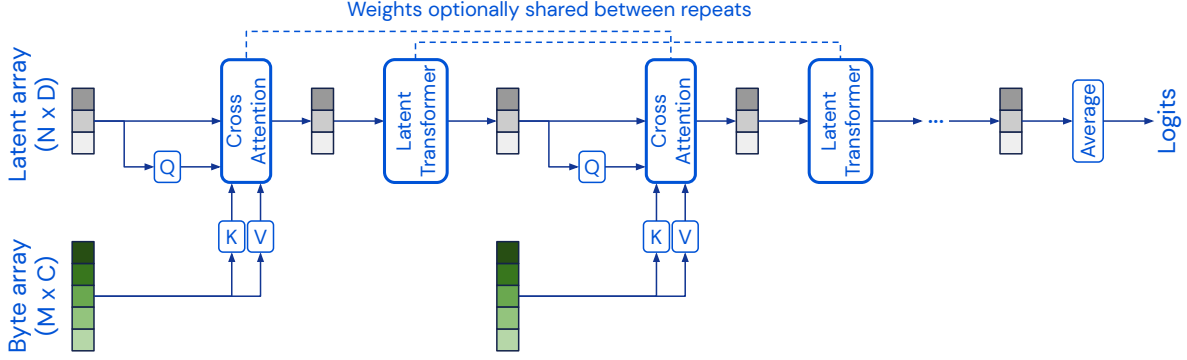 Weights optionally shared between repeats
Latent array
(N x D)
Q
Cross
Attention
Latent
Transformer
Q
Cross
Attention
Latent
Transformer
...
Average
Logits
K
V
K
V
Byte array
(M x C)